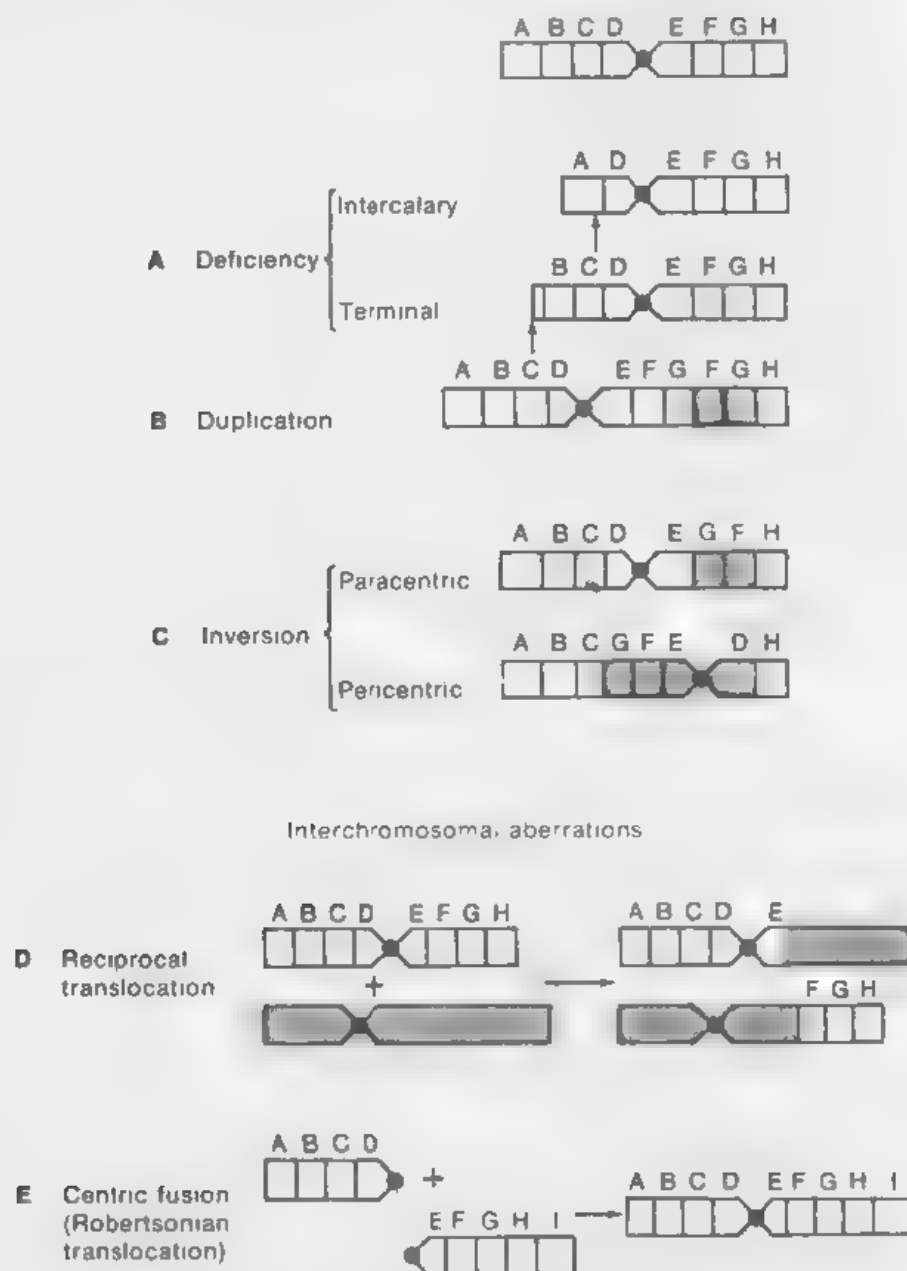 A B C D E F G H
A D E F G H
Intercalary
A Deficiency
B C D E F G H
Terminal
A B C D E F G F G H
B Duplication
A B C D E G F H
Paracentric
C Inversion
A B C G F E D H
Pericentric
Interchromosomal aberrations
A B C D E F G H
A B C D E
D Reciprocal
translocation
+
F G H
A B C D
+
E Centric fusion
(Robertsonian
translocation)
E F G H I
A B C D E F G H I